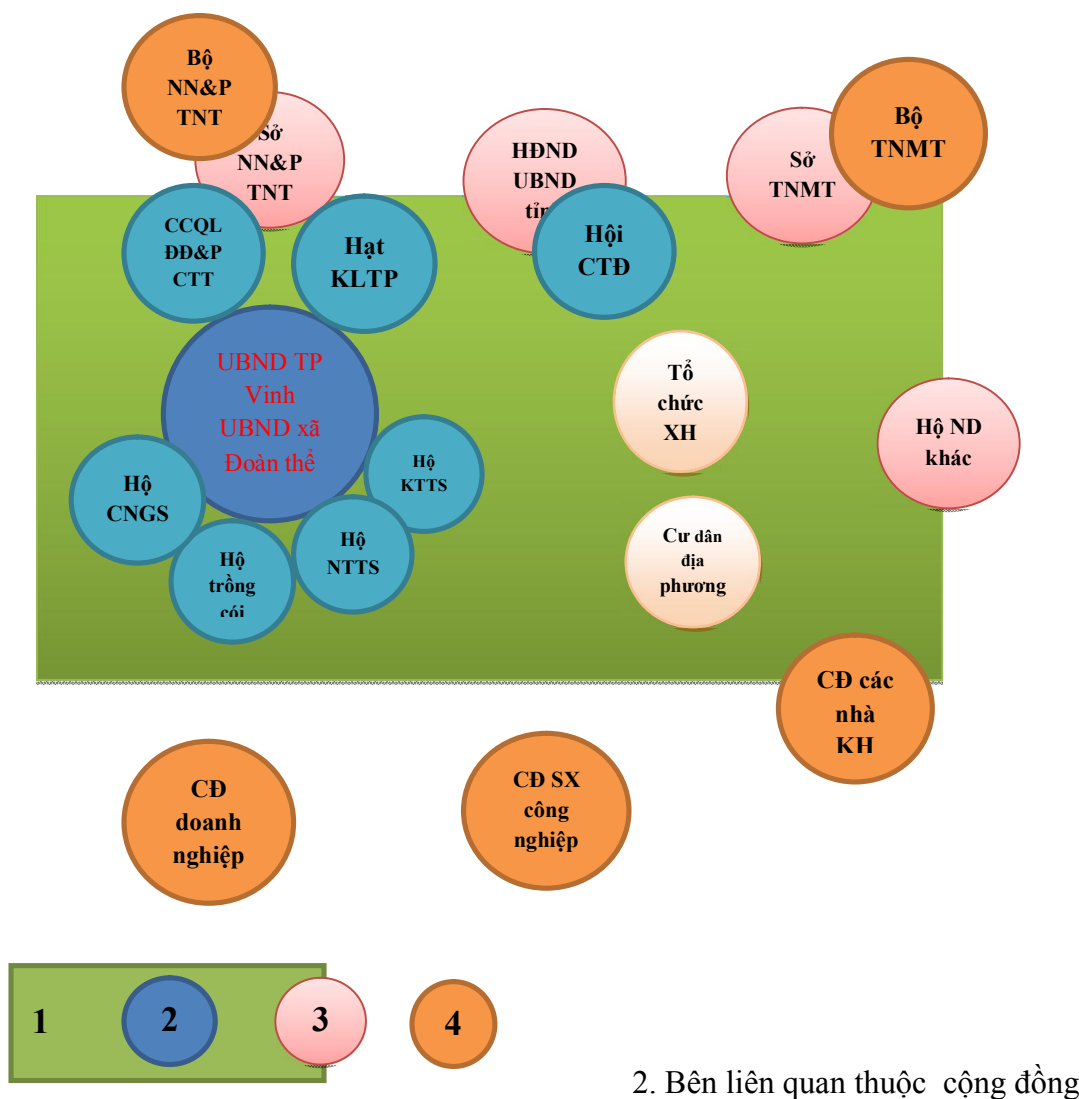 Bộ
NN&P
TNT
Sở
NN&P
TNT
HĐND
UBND
Sở
TNMT
Bộ
TNMT
CCQL
ĐĐ&P
CTT
Hạt
KLTP
Hội
CTĐ
UBND TP
Vinh
UBND xã
Đoàn thể
Tổ
chức
XH
Hộ ND
khác
Hộ
KTTS
Hộ
CNGS
Hộ
NTTS
Hộ
trồng
cói
Cư dân
địa
phương
CĐ các
nhà
KH
CĐ
doanh
nghiệp
CĐ SX
công
nghiệp
1
2
3
4
2. Bên liên quan thuộc cộng đồng